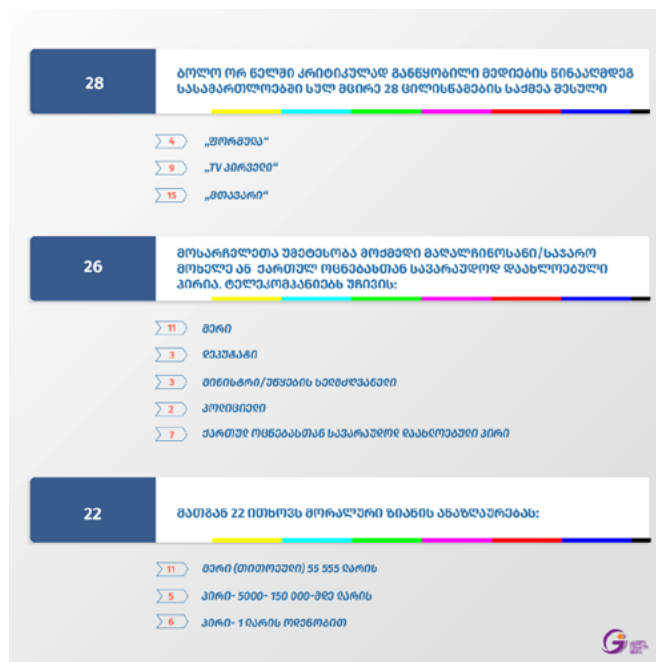 28
ბოლო ორ წელში კრიტიკულად განწყობილი მედიების წინააღმდეგ
სასამართლოებში სულ მცირე 28 ცილისწამების საქმეა შესული
4 „ფორმულა“
9 „TV პირველი“
15 „მთავარი“
26
მოსარჩელეთა უმეტესობა მოქმედი მაღალჩინოსანი/საჯარო
მოხელე ან ქართულ ოცნებასთან სავარაუდოდ დაახლოებული
პირია. ტელეკომპანიებს უჩივის:
11 მერი
3 დეპუტატი
3 მინისტრი/უწყების ხელმძღვანელი
2 პოლიციელი
7 ქართულ ოცნებასთან სავარაუდოდ დაახლოებული პირი
22
მათგან 22 ითხოვს მორალური ზიანის ანაზღაურებას:
11 მერი (თითოეული) 55 555 ლარის
5 პირი- 5000- 150 000-მდე ლარის
6 პირი- 1 ლარის ოდენობით